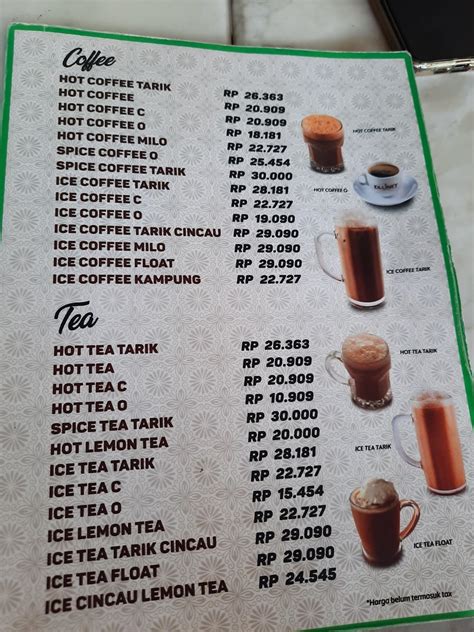 Coffee
HOT COFFEE TARIK RP 26.363
HOT COFFEE RP 20.909
HOT COFFEE C RP 20.909
HOT COFFEE O RP 18.181
HOT COFFEE MILO RP 22.727
SPICE COFFEE O RP 25.454
SPICE COFFEE TARIK RP 30.000
ICE COFFEE TARIK RP 28.181
ICE COFFEE C RP 22.727
ICE COFFEE O RP 19.090
ICE COFFEE TARIK CINCAU RP 29.090
ICE COFFEE MILO RP 29.090
ICE COFFEE FLOAT RP 29.090
ICE COFFEE KAMPUNG RP 22.727
HOT COFFEE TARIK
HOT COFFEE O
ICE COFFEE TARIK
Tea
HOT TEA TARIK RP 26.363
HOT TEA RP 20.909
HOT TEA C RP 20.909
HOT TEA O RP 10.909
SPICE TEA TARIK RP 30.000
HOT LEMON TEA RP 20.000
ICE TEA TARIK RP 28.181
ICE TEA C RP 22.727
ICE TEA O RP 15.454
ICE LEMON TEA RP 22.727
ICE TEA TARIK CINCAU RP 29.090
ICE TEA FLOAT RP 29.090
ICE CINCAU LEMON TEA RP 24.545
HOT TEA TARIK
ICE TEA TARIK
ICE TEA FLOAT
*Harga belum termasuk tax